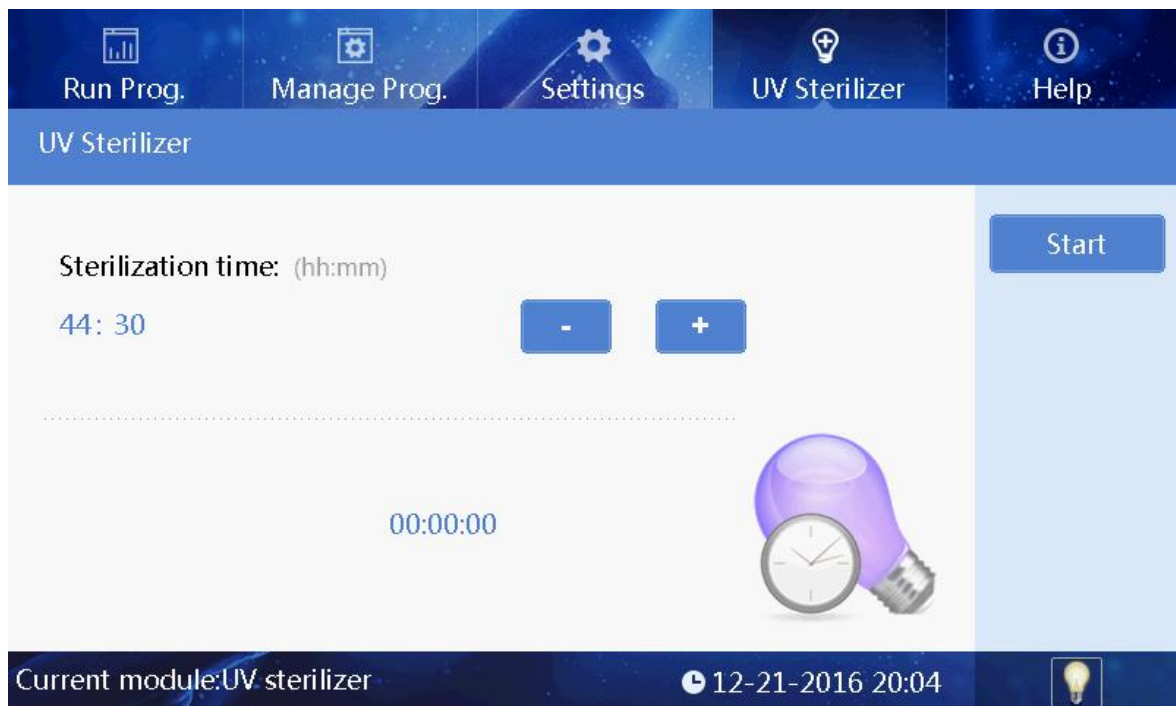 Run Prog. Manage Prog. Settings UV Sterilizer Help
UV Sterilizer
Start
Sterilization time: (hh:mm)
44: 30 - +
00:00:00
Current module:UV sterilizer 12-21-2016 20:04